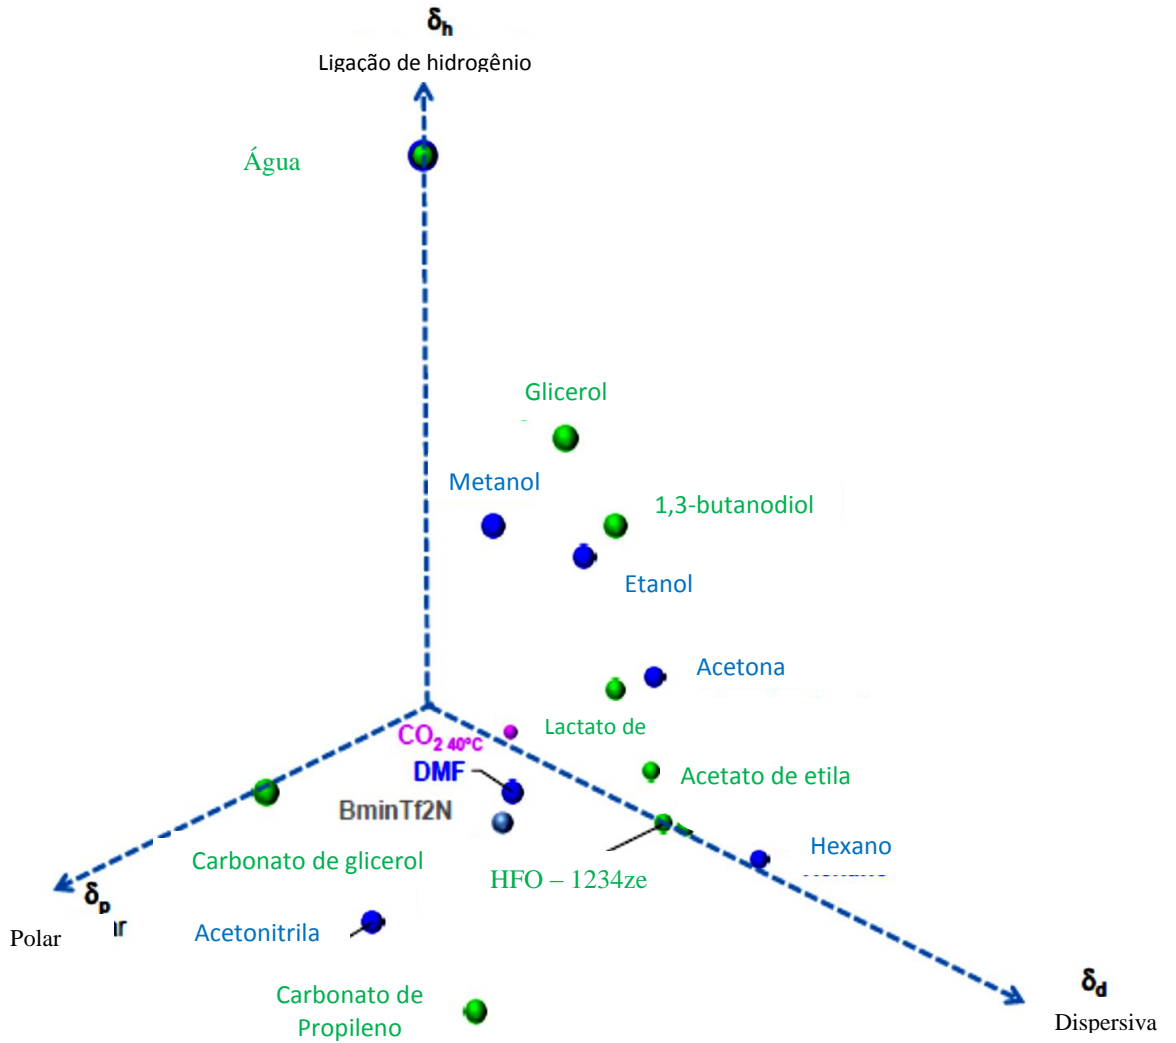 δh
Ligação de hidrogênio
Água
Glicerol
Metanol
1,3-butanodiol
Etanol
Acetona
Lactato de
CO2 40°C
DMF
Acetato de etila
BminTf2N
Hexano
Carbonato de glicerol
HFO – 1234ze
δp
Polar
Acetonitrila
δd
Carbonato de
Propileno
Dispersiva